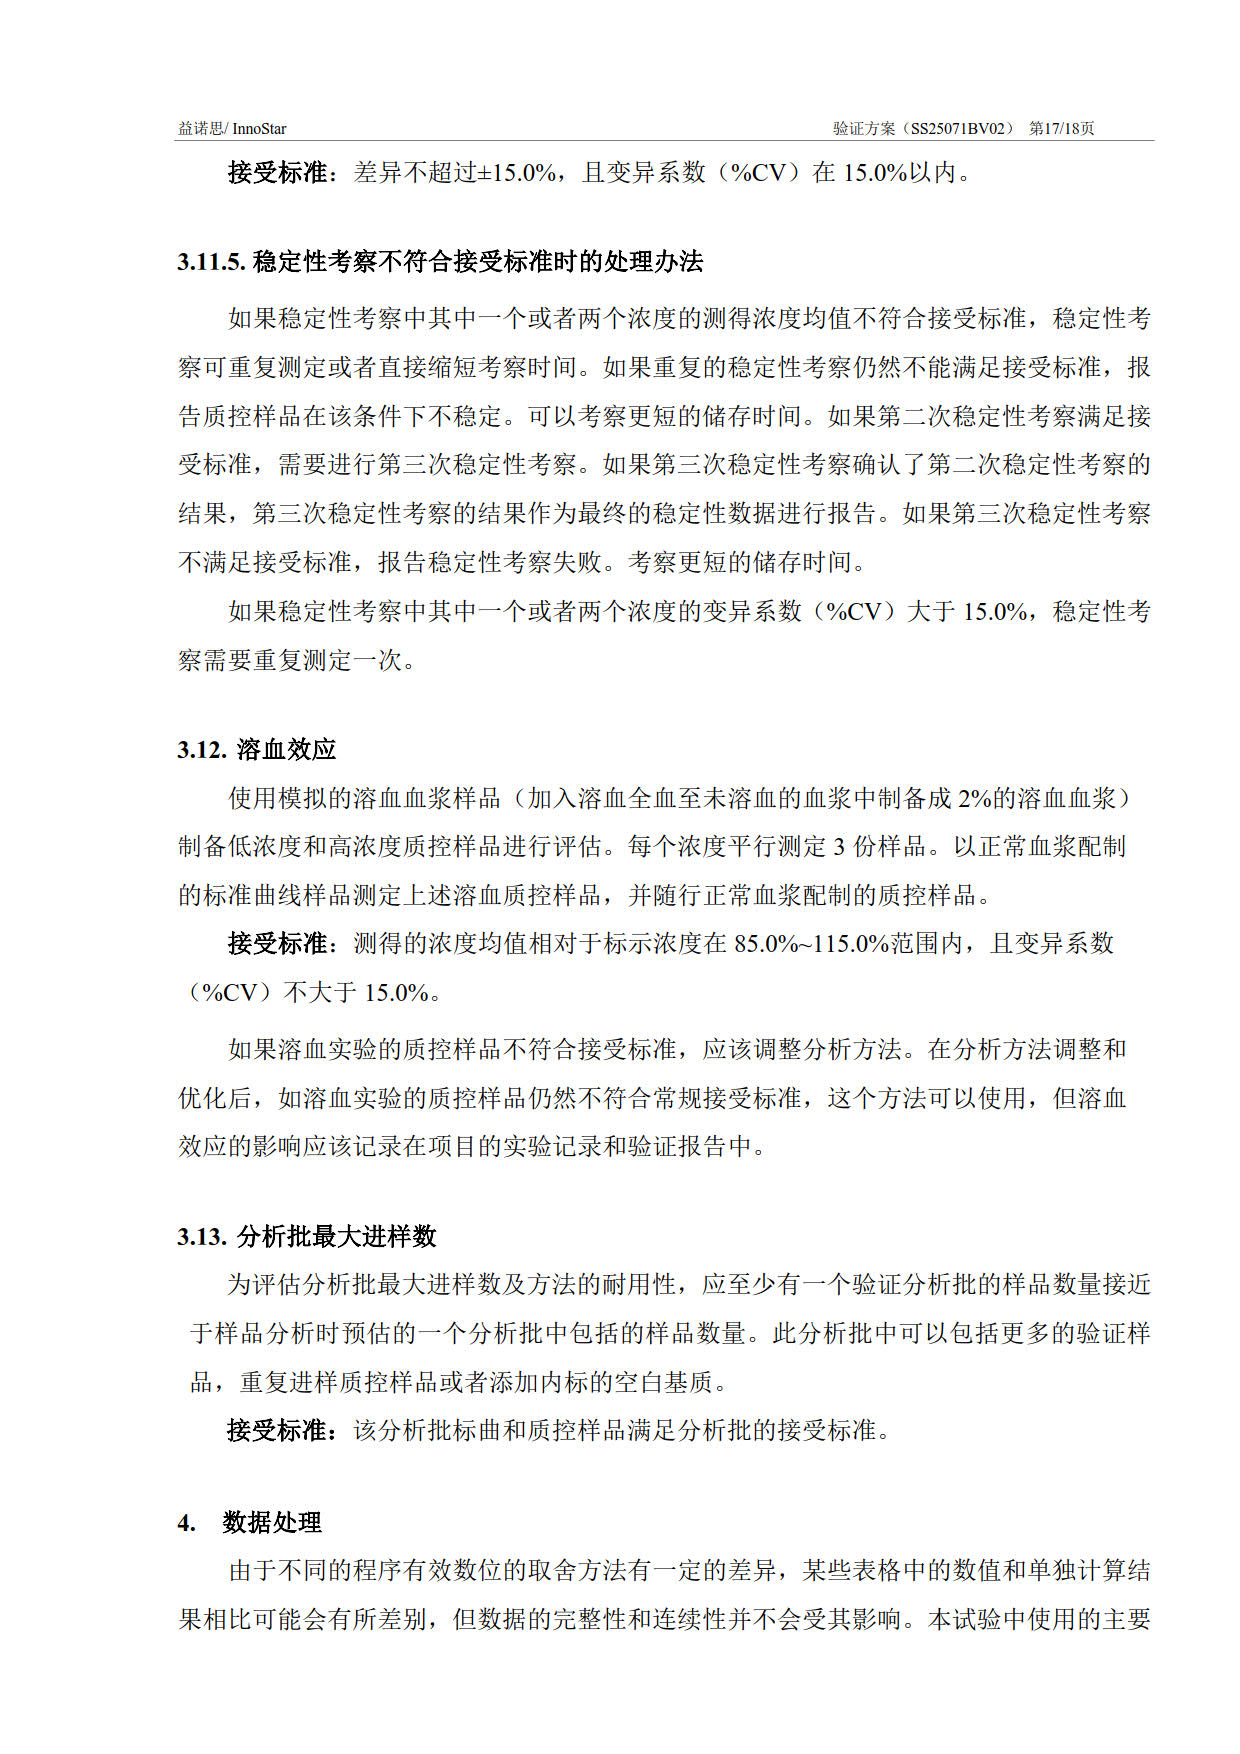 益诺思/ InnoStar 验证方案（SS25071BV02） 第17/18页
接受标准：差异不超过±15.0%，且变异系数（%CV）在 15.0%以内。
3.11.5. 稳定性考察不符合接受标准时的处理办法
如果稳定性考察中其中一个或者两个浓度的测得浓度均值不符合接受标准，稳定性考
察可重复测定或者直接缩短考察时间。如果重复的稳定性考察仍然不能满足接受标准，报
告质控样品在该条件下不稳定。可以考察更短的储存时间。如果第二次稳定性考察满足接
受标准，需要进行第三次稳定性考察。如果第三次稳定性考察确认了第二次稳定性考察的
结果，第三次稳定性考察的结果作为最终的稳定性数据进行报告。如果第三次稳定性考察
不满足接受标准，报告稳定性考察失败。考察更短的储存时间。
如果稳定性考察中其中一个或者两个浓度的变异系数（%CV）大于 15.0%，稳定性考
察需要重复测定一次。
3.12. 溶血效应
使用模拟的溶血血浆样品（加入溶血全血至未溶血的血浆中制备成 2%的溶血血浆）
制备低浓度和高浓度质控样品进行评估。每个浓度平行测定 3 份样品。以正常血浆配制
的标准曲线样品测定上述溶血质控样品，并随行正常血浆配制的质控样品。
接受标准：测得的浓度均值相对于标示浓度在 85.0%~115.0%范围内，且变异系数
（%CV）不大于 15.0%。
如果溶血实验的质控样品不符合接受标准，应该调整分析方法。在分析方法调整和
优化后，如溶血实验的质控样品仍然不符合常规接受标准，这个方法可以使用，但溶血
效应的影响应该记录在项目的实验记录和验证报告中。
3.13. 分析批最大进样数
为评估分析批最大进样数及方法的耐用性，应至少有一个验证分析批的样品数量接近
于样品分析时预估的一个分析批中包括的样品数量。此分析批中可以包括更多的验证样
品，重复进样质控样品或者添加内标的空白基质。
接受标准：该分析批标曲和质控样品满足分析批的接受标准。
4. 数据处理
由于不同的程序有效数位的取舍方法有一定的差异，某些表格中的数值和单独计算结
果相比可能会有所差别，但数据的完整性和连续性并不会受其影响。本试验中使用的主要